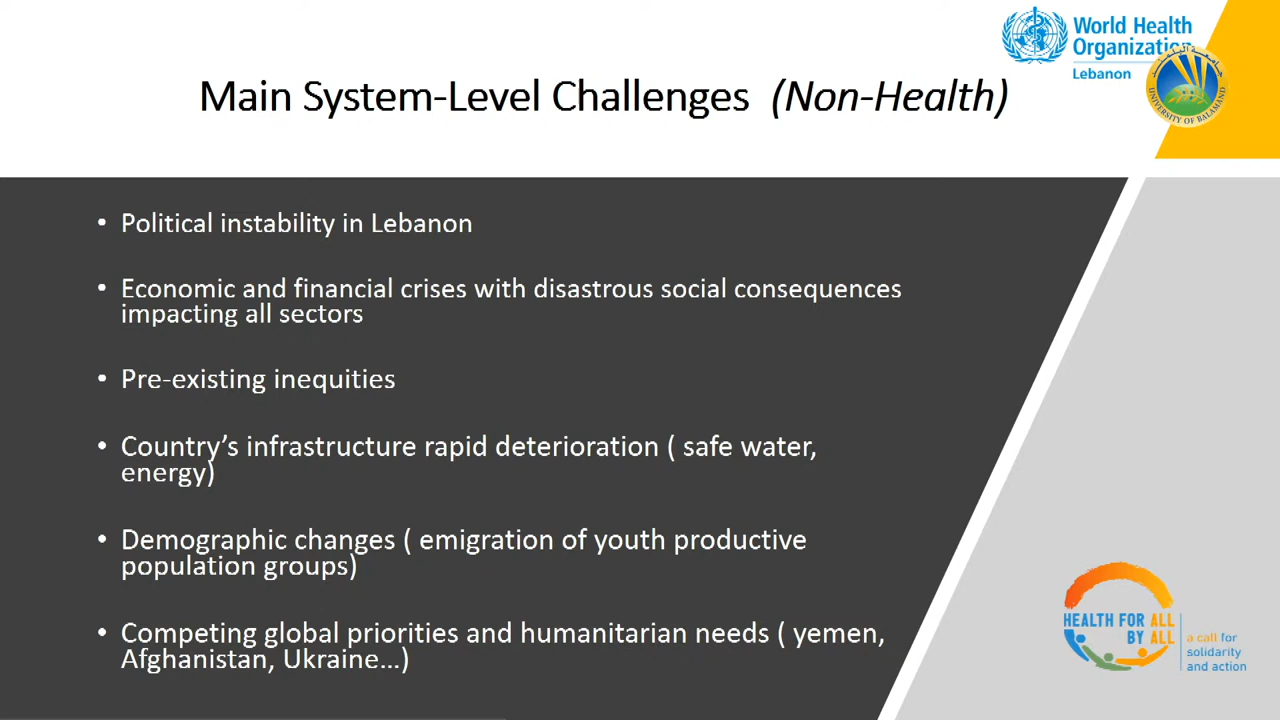 World Health
Organization
Lebanon
Main System-Level Challenges (Non-Health)
UNIVERSITY OF BALAMAND
• Political instability in Lebanon
• Economic and financial crises with disastrous social consequences
impacting all sectors
• Pre-existing inequities
• Country’s infrastructure rapid deterioration ( safe water,
energy)
• Demographic changes ( emigration of youth productive
population groups)
• Competing global priorities and humanitarian needs ( yemen,
Afghanistan, Ukraine...)
HEALTH FOR ALL
BY ALL
a call for
solidarity
and action